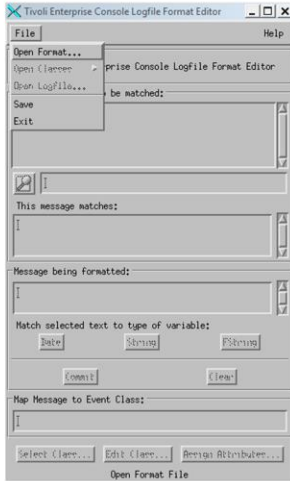 Tivoli Enterprise Console Logfile Format Editor
File Help
Open Format...
Open Classes prise Console Logfile Format Editor
Open Logfile... be matched:
Save
Exit
This message matches:
Message being formatted:
Match selected text to type of variable:
Date String FString
Commit Clear
Map Message to Event Class:
Select Class... Edit Class... Assign Attributes...
Open Format File